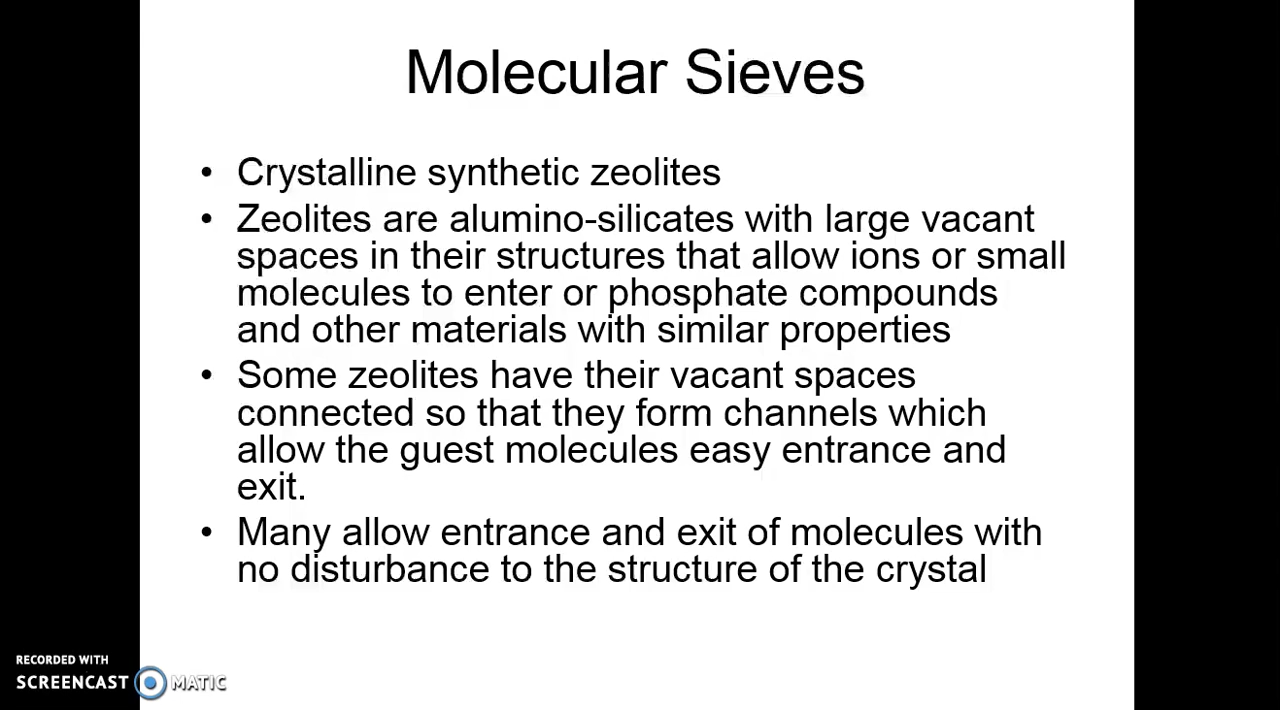 Molecular Sieves
• Crystalline synthetic zeolites
• Zeolites are alumino-silicates with large vacant
spaces in their structures that allow ions or small
molecules to enter or phosphate compounds
and other materials with similar properties
• Some zeolites have their vacant spaces
connected so that they form channels which
allow the guest molecules easy entrance and
exit.
• Many allow entrance and exit of molecules with
no disturbance to the structure of the crystal
RECORDED WITH
SCREENCAST MATIC